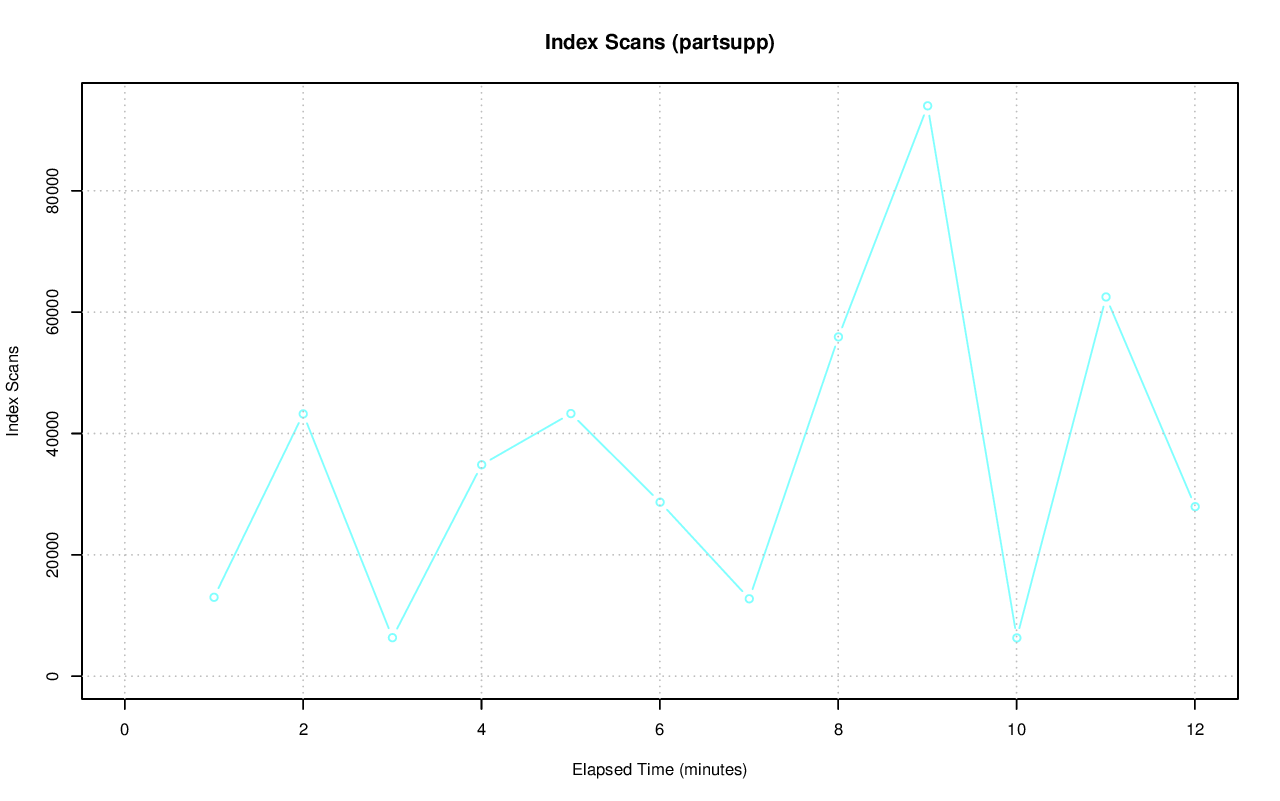 Index Scans (partsupp)
Index Scans
80000
60000
40000
20000
0
0 2 4 6 8 10 12
Elapsed Time (minutes)